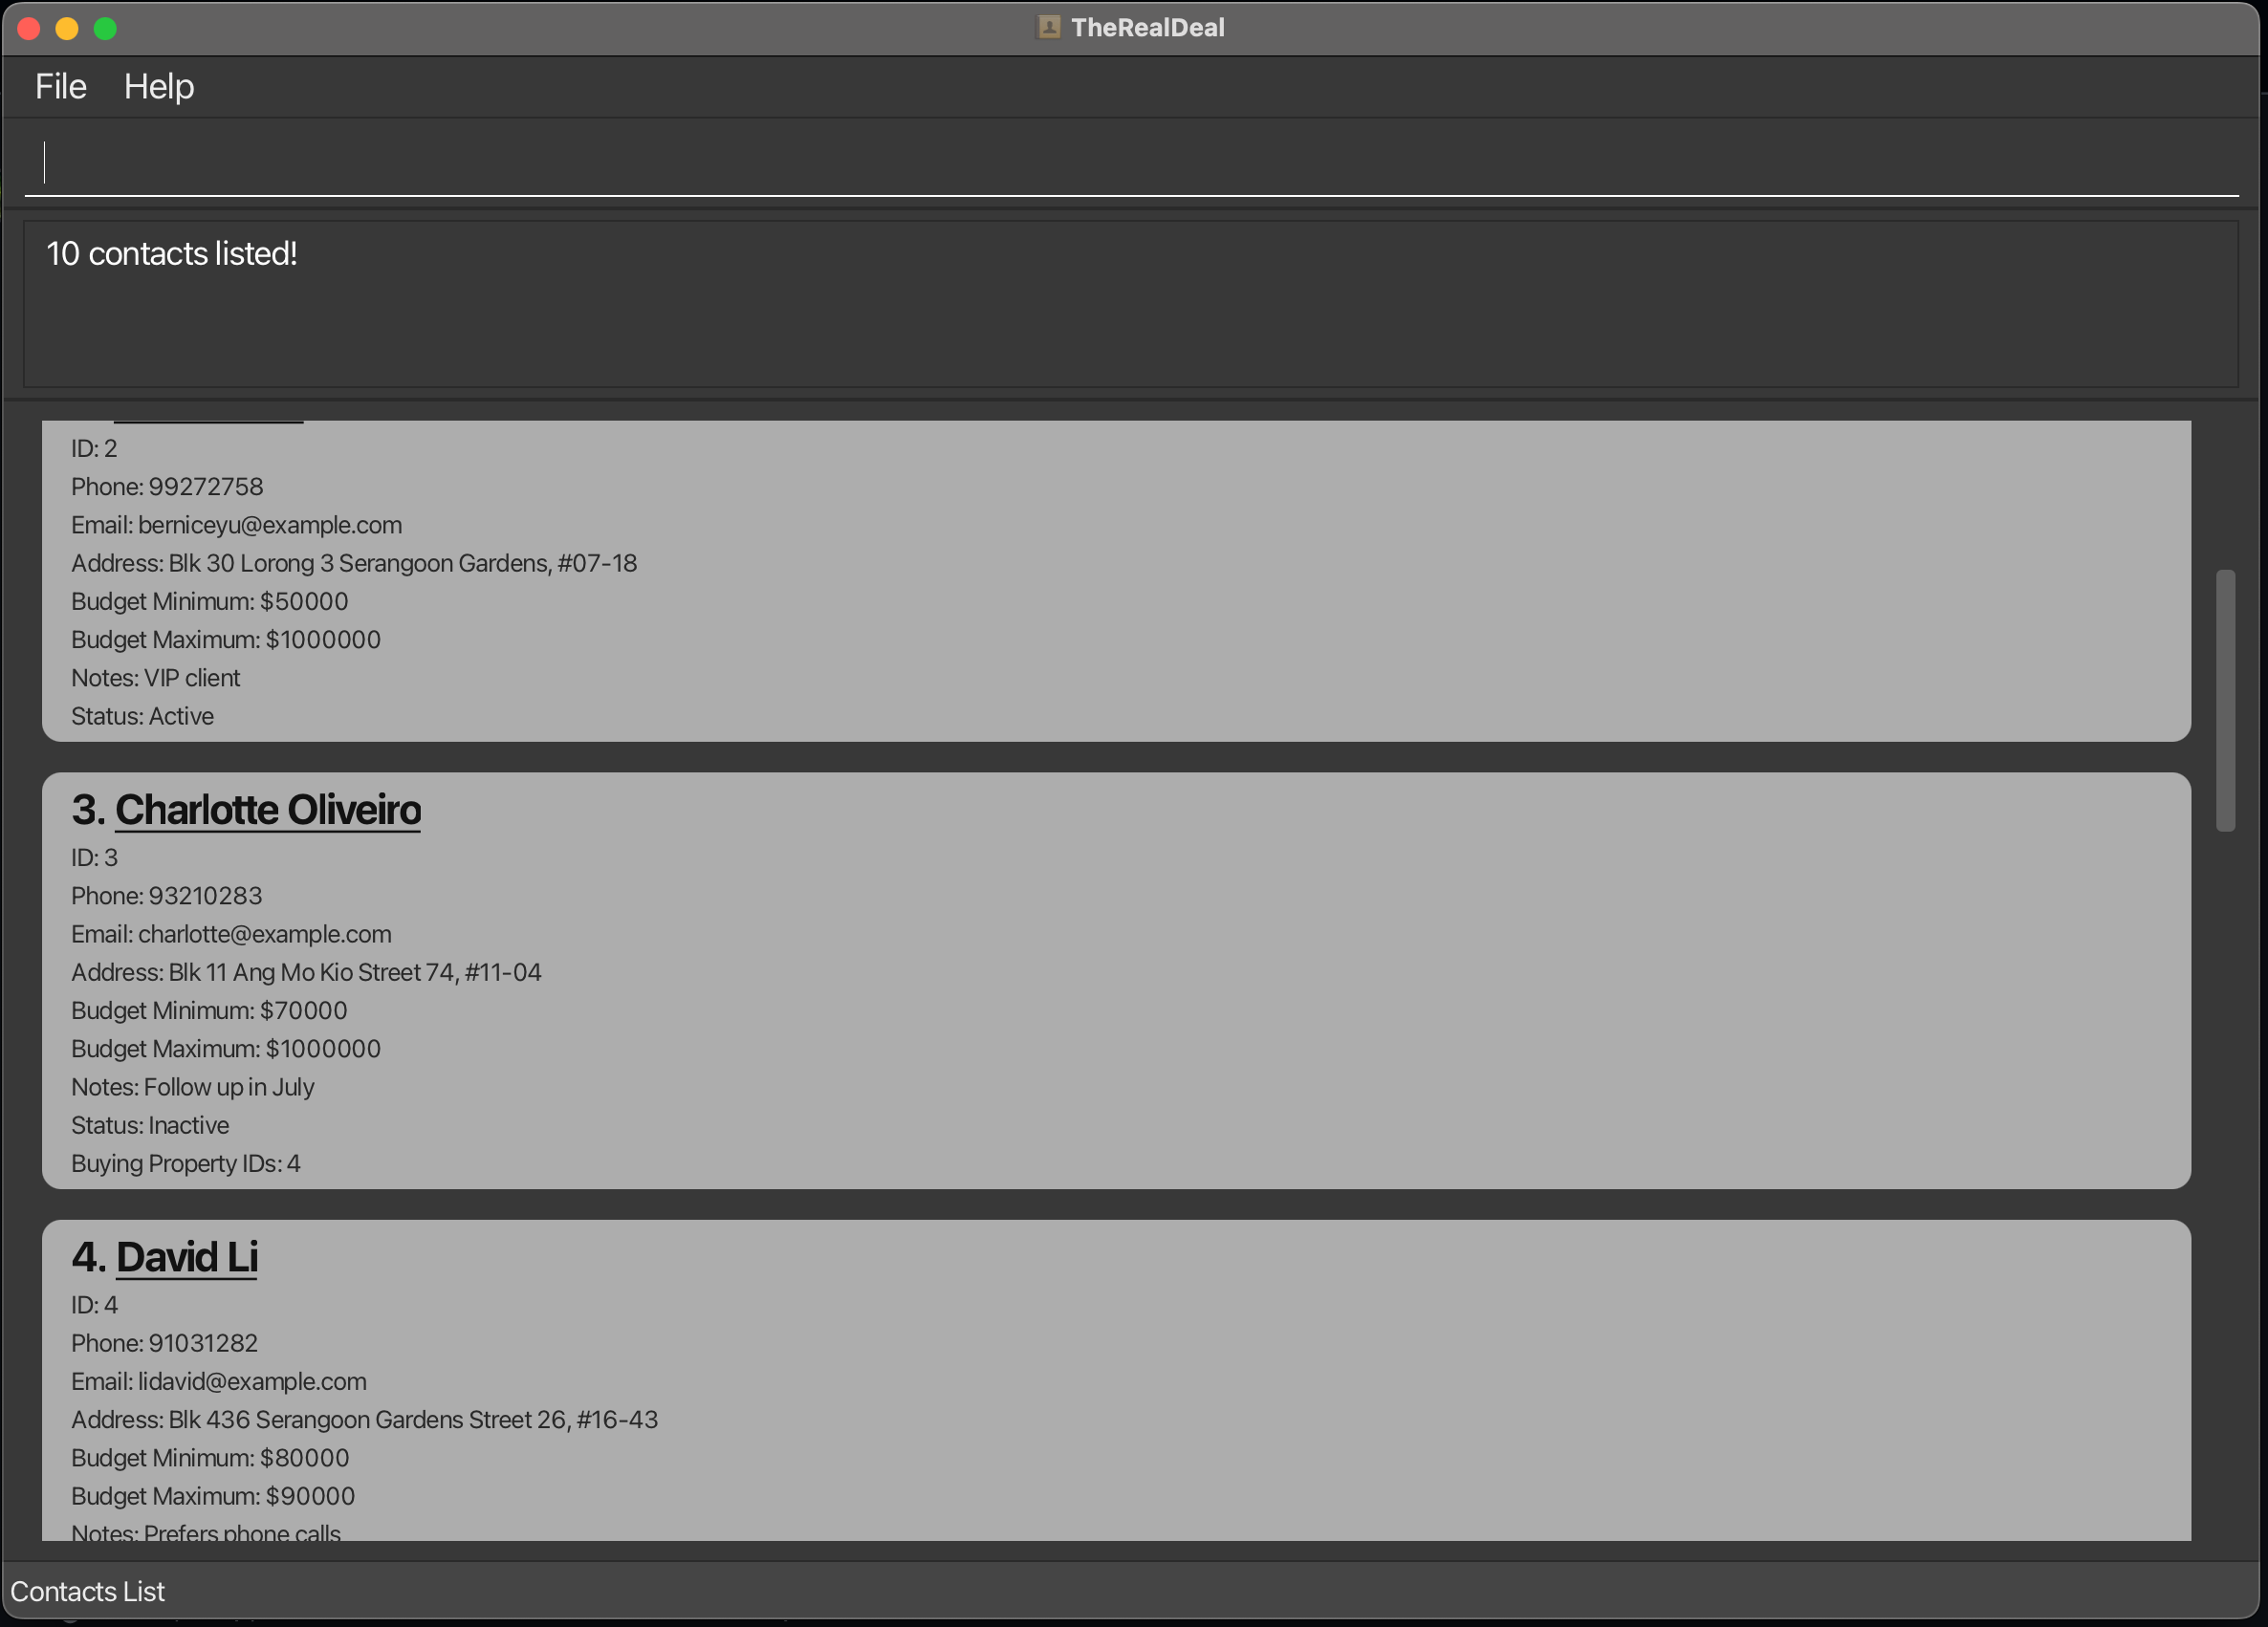 TheRealDeal
File Help
10 contacts listed!
ID: 2
Phone: 99272758
Email: berniceyu@example.com
Address: Blk 30 Lorong 3 Serangoon Gardens, #07-18
Budget Minimum: $50000
Budget Maximum: $1000000
Notes: VIP client
Status: Active
3. Charlotte Oliveiro
ID: 3
Phone: 93210283
Email: charlotte@example.com
Address: Blk 11 Ang Mo Kio Street 74, #11-04
Budget Minimum: $70000
Budget Maximum: $1000000
Notes: Follow up in July
Status: Inactive
Buying Property IDs: 4
4. David Li
ID: 4
Phone: 91031282
Email: lidavid@example.com
Address: Blk 436 Serangoon Gardens Street 26, #16-43
Budget Minimum: $80000
Budget Maximum: $90000
Notes: Prefers phone calls
Contacts List